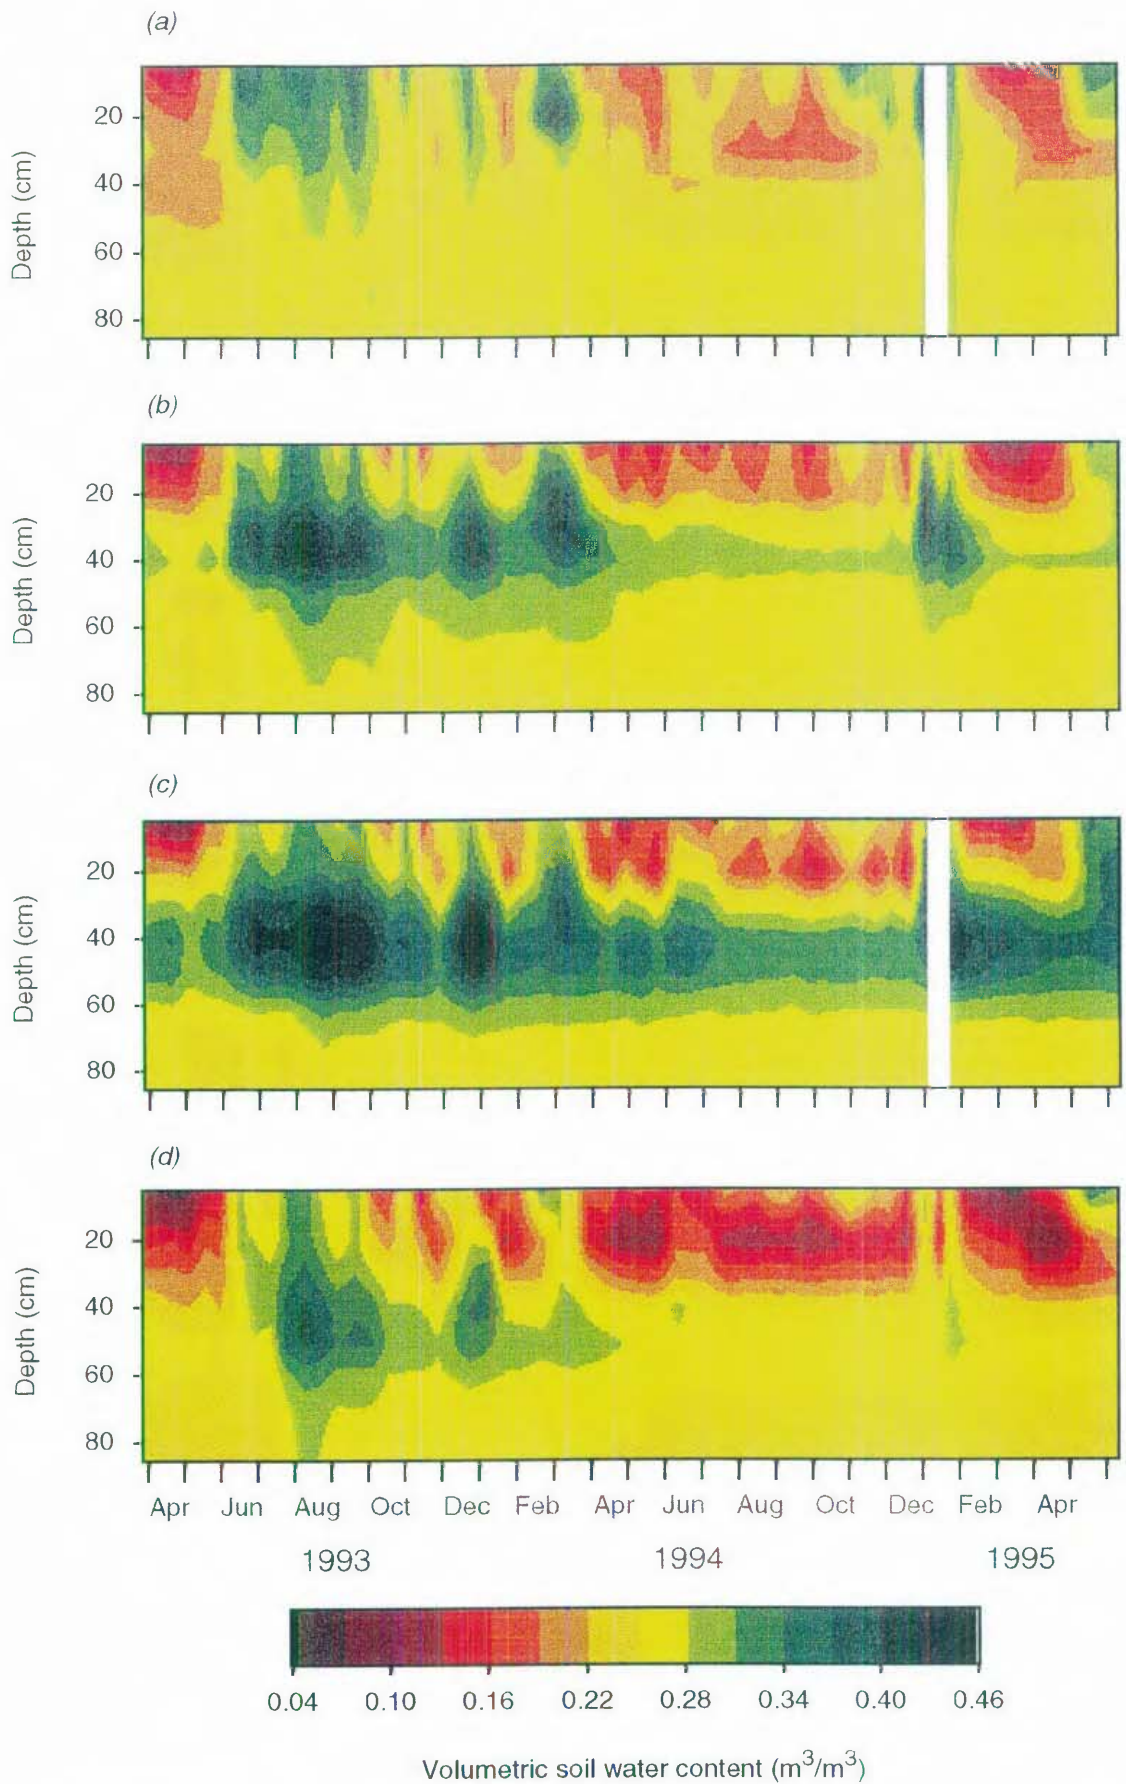 (a)
20
40
60
80
Depth (cm)
(b)
20
40
60
80
Depth (cm)
(c)
20
40
60
80
Depth (cm)
(d)
20
40
60
80
Depth (cm)
Apr Jun Aug Oct Dec Feb Apr Jun Aug Oct Dec Feb Apr
1993 1994 1995
0.04 0.10 0.16 0.22 0.28 0.34 0.40 0.46
Volumetric soil water content (m³/m³)